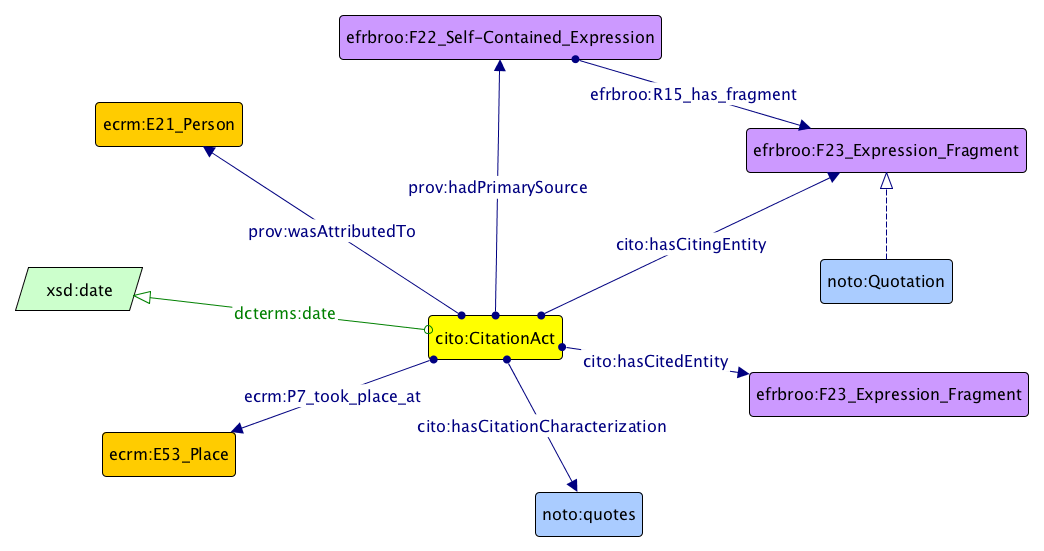 efrbroo:F22_Self-Contained_Expression
efrbroo:R15_has_fragment
ecrm:E21_Person
efrbroo:F23_Expression_Fragment
prov:hadPrimarySource
prov:wasAttributedTo
cito:hasCitingEntity
noto:Quotation
xsd:date
dcterms:date
cito:CitationAct
cito:hasCitedEntity
efrbroo:F23_Expression_Fragment
ecrm:P7_took_place_at
cito:hasCitationCharacterization
ecrm:E53_Place
noto:quotes